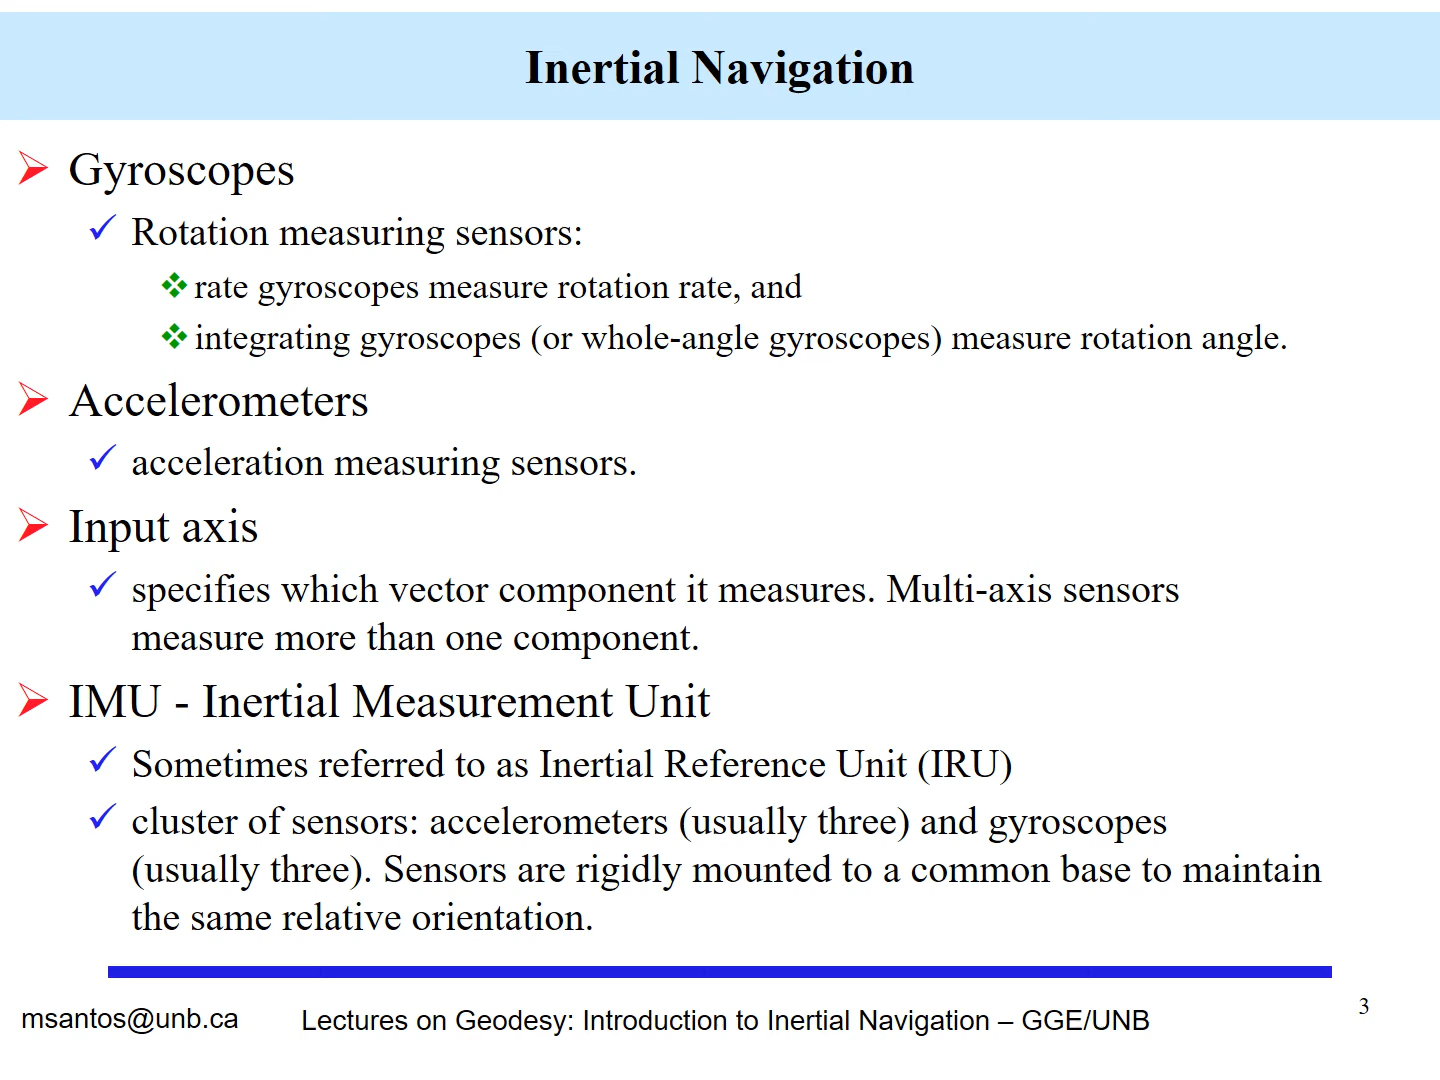 Inertial Navigation
Gyroscopes
Rotation measuring sensors:
rate gyroscopes measure rotation rate, and
integrating gyroscopes (or whole-angle gyroscopes) measure rotation angle.
Accelerometers
acceleration measuring sensors.
Input axis
specifies which vector component it measures. Multi-axis sensors
measure more than one component.
IMU - Inertial Measurement Unit
Sometimes referred to as Inertial Reference Unit (IRU)
cluster of sensors: accelerometers (usually three) and gyroscopes
(usually three). Sensors are rigidly mounted to a common base to maintain
the same relative orientation.
msantos@unb.ca
Lectures on Geodesy: Introduction to Inertial Navigation – GGE/UNB
3